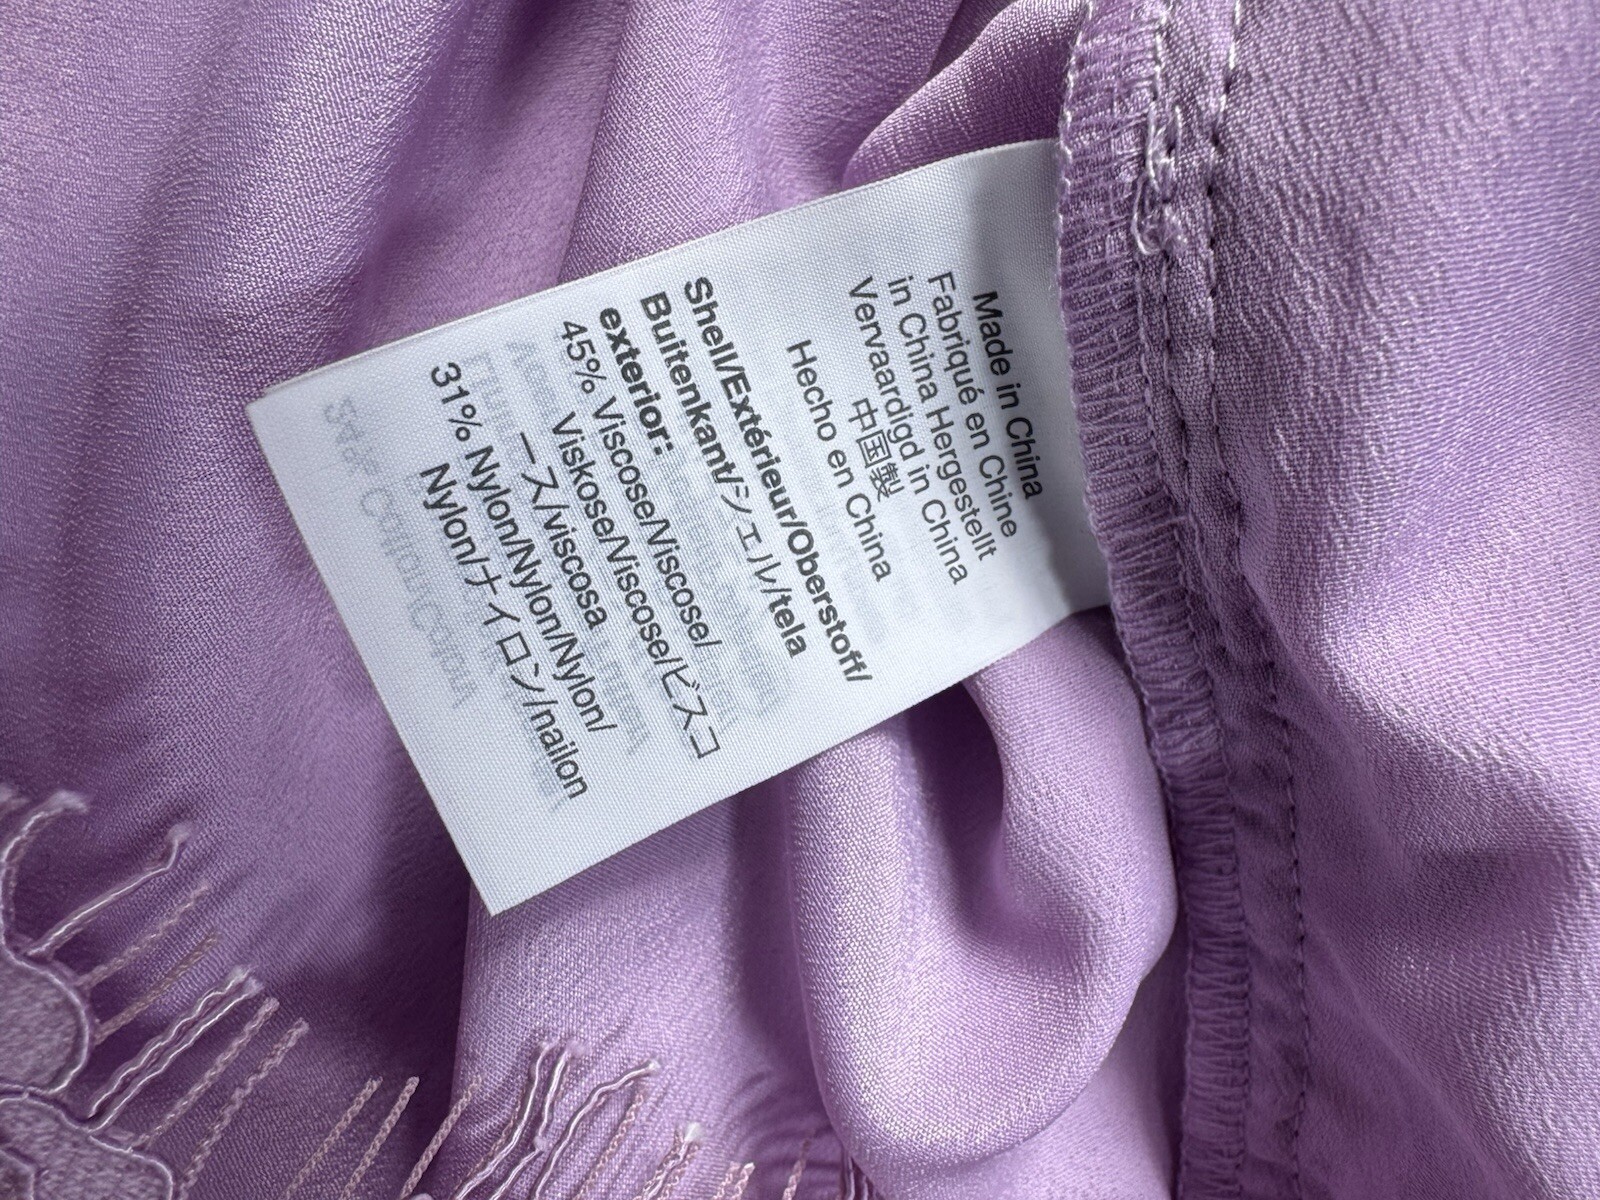 Made in China
Fabriqué en Chine
in China Hergestellt
Vervaardigd in China
中国製
Hecho en China
Shell/Extérieur/Oberstoff/
Buitenkant/シェル/tela
exterior:
45% Viscose/Viscose/
Viskose/Viscose/ビスコ
ース/viscosa
31% Nylon/Nylon/Nylon/
Nylon/ナイロン/nailon